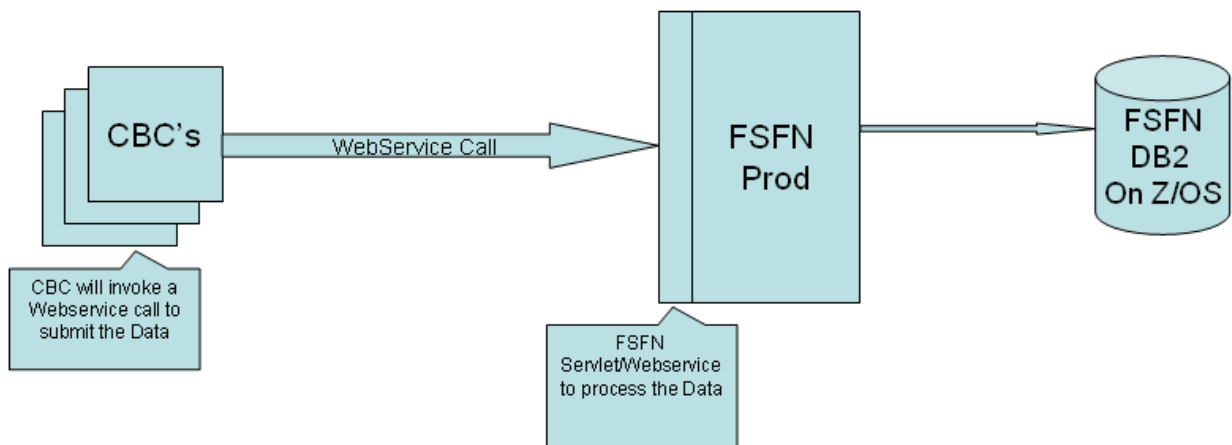 CBC's
WebService Call
FSFN
Prod
FSFN
DB2
On Z/OS
CBC will invoke a
Webservice call to
submit the Data
FSFN
Servlet/Webservice
to process the Data